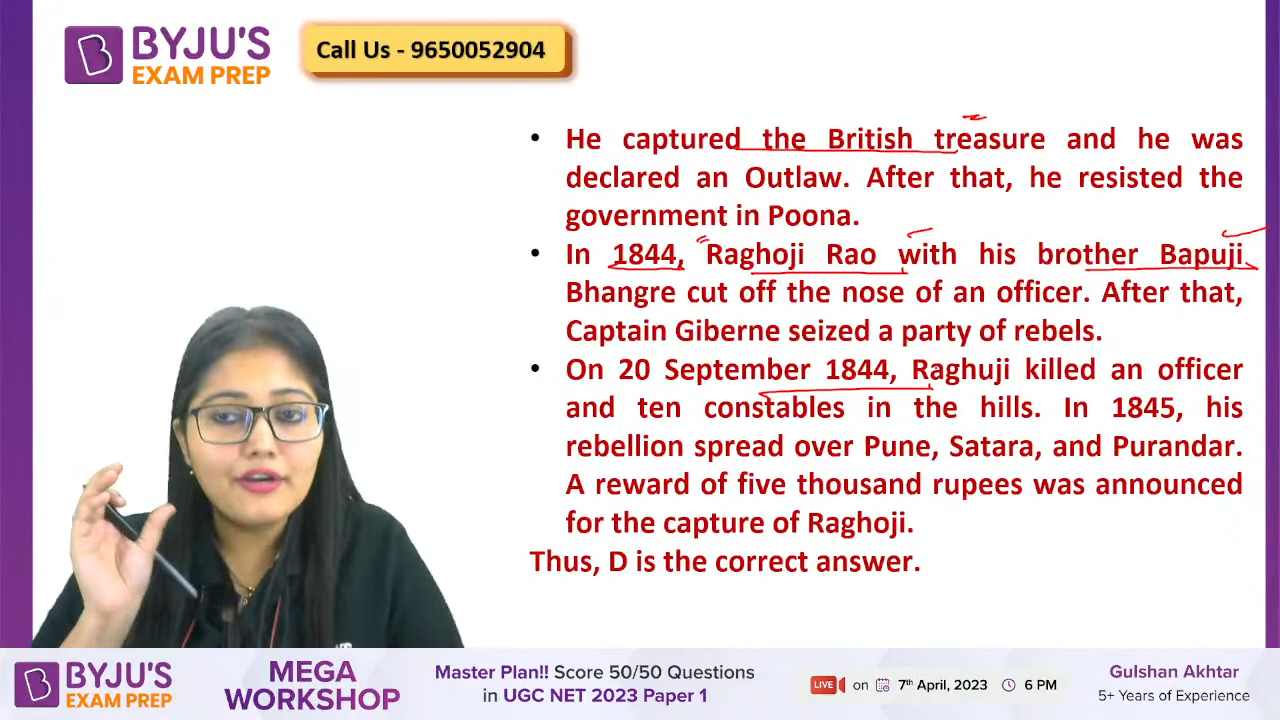 BYJU'S
EXAM PREP
Call Us - 9650052904
• He captured the British treasure and he was
declared an Outlaw. After that, he resisted the
government in Poona.
• In 1844, Raghoji Rao with his brother Bapuji
Bhangre cut off the nose of an officer. After that,
Captain Giberne seized a party of rebels.
• On 20 September 1844, Raghuji killed an officer
and ten constables in the hills. In 1845, his
rebellion spread over Pune, Satara, and Purandar.
A reward of five thousand rupees was announced
for the capture of Raghoji.
Thus, D is the correct answer.
BYJU'S
EXAM PREP
MEGA
WORKSHOP
Master Plan!! Score 50/50 Questions
in UGC NET 2023 Paper 1
LIVE on 7th April, 2023 6 PM
Gulshan Akhtar
5+ Years of Experience